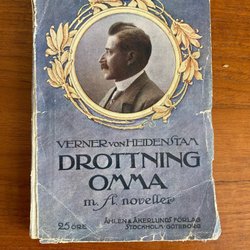 VERNER von HEIDENSTAM
DROTTNING
OMMA
m. fl. noveller
25 ÖRE
ÅHLÉN & ÅKERLUNDS FÖRLAG
STOCKHOLM-GÖTEBORG